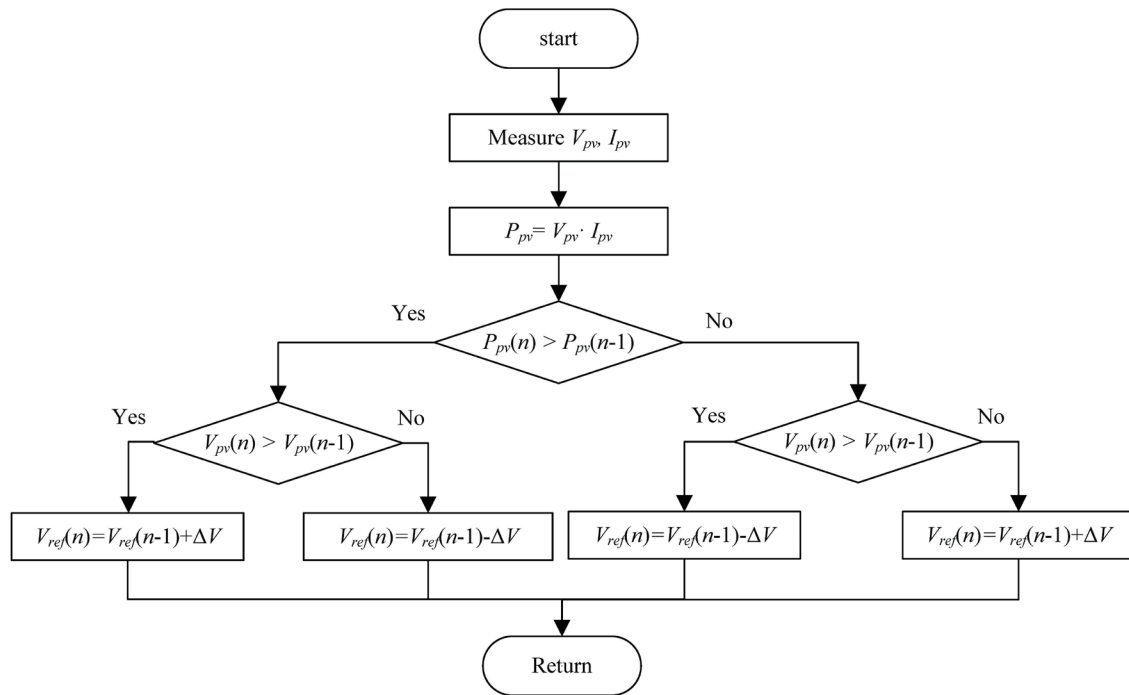 start
Measure V_pv, I_pv
P_pv= V_pv· I_pv
Yes
No
P_pv(n) > P_pv(n-1)
Yes
No
Yes
No
V_pv(n) > V_pv(n-1)
V_pv(n) > V_pv(n-1)
V_ref(n)=V_ref(n-1)+ΔV
V_ref(n)=V_ref(n-1)-ΔV
V_ref(n)=V_ref(n-1)-ΔV
V_ref(n)=V_ref(n-1)+ΔV
Return